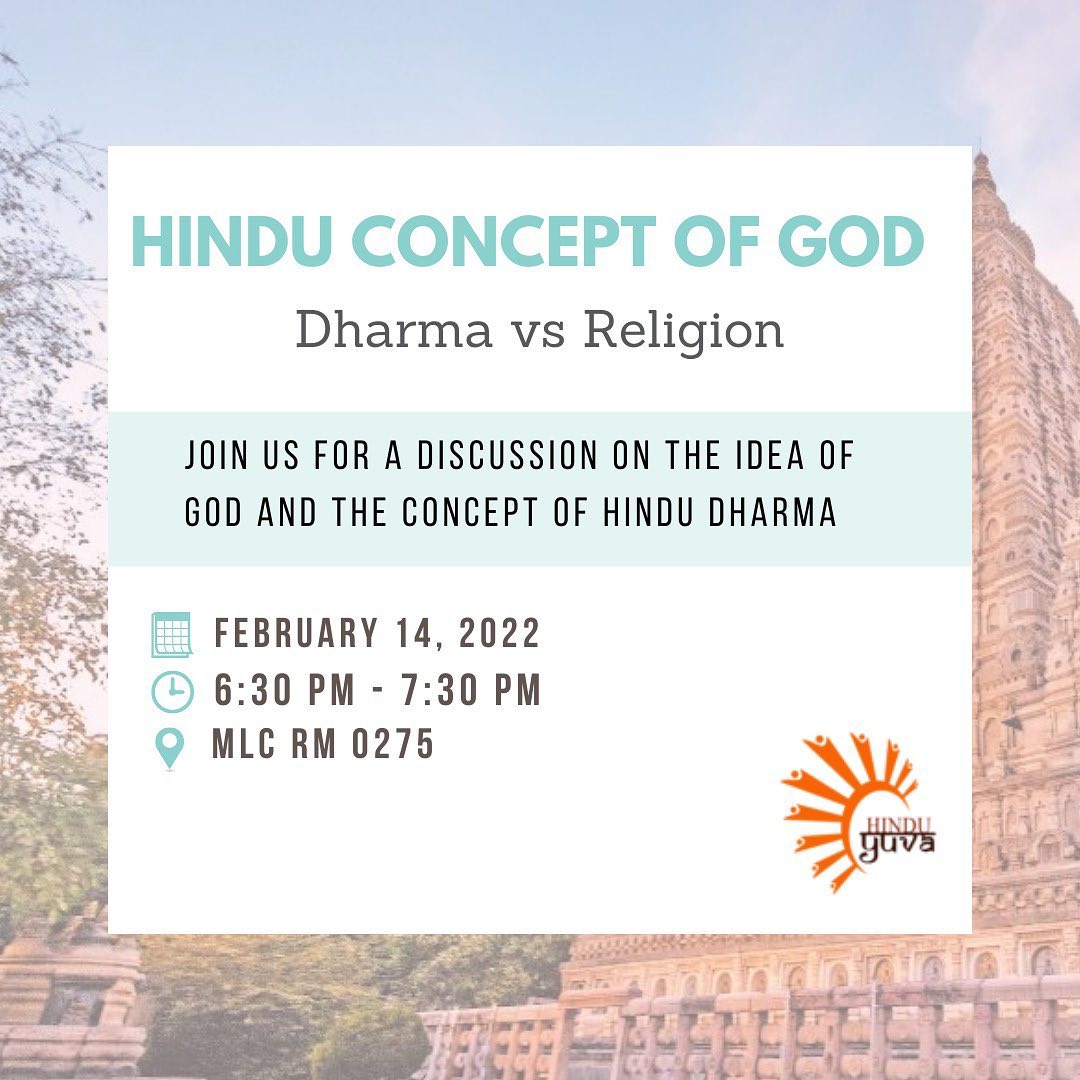 HINDU CONCEPT OF GOD
Dharma vs Religion
JOIN US FOR A DISCUSSION ON THE IDEA OF
GOD AND THE CONCEPT OF HINDU DHARMA
FEBRUARY 14, 2022
6:30 PM - 7:30 PM
MLC RM 0275
HINDU
yuva